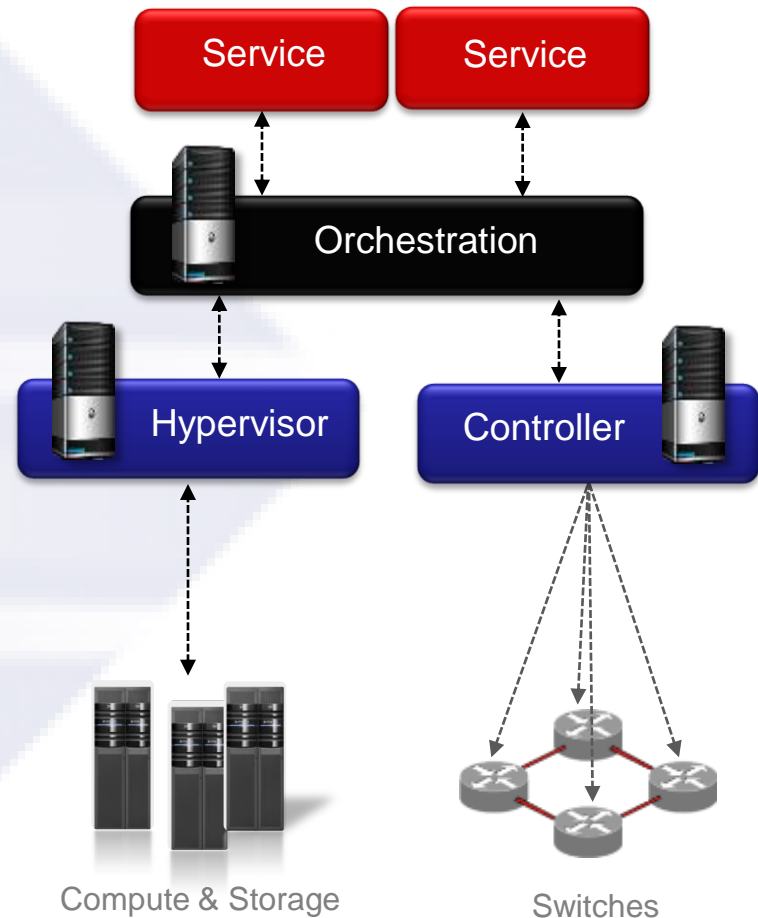 Service
Service
Orchestration
Hypervisor
Controller
Compute & Storage
Switches